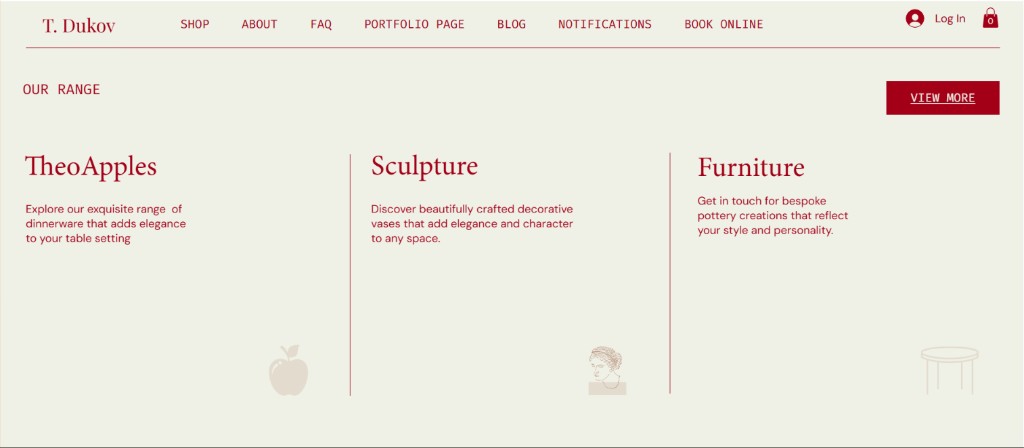 T. Dukov
SHOP ABOUT FAQ PORTFOLIO PAGE BLOG NOTIFICATIONS BOOK ONLINE
Log In
0
OUR RANGE
VIEW MORE
TheoApples
Explore our exquisite range of
dinnerware that adds elegance
to your table setting
Sculpture
Discover beautifully crafted decorative
vases that add elegance and character
to any space.
Furniture
Get in touch for bespoke
pottery creations that reflect
your style and personality.